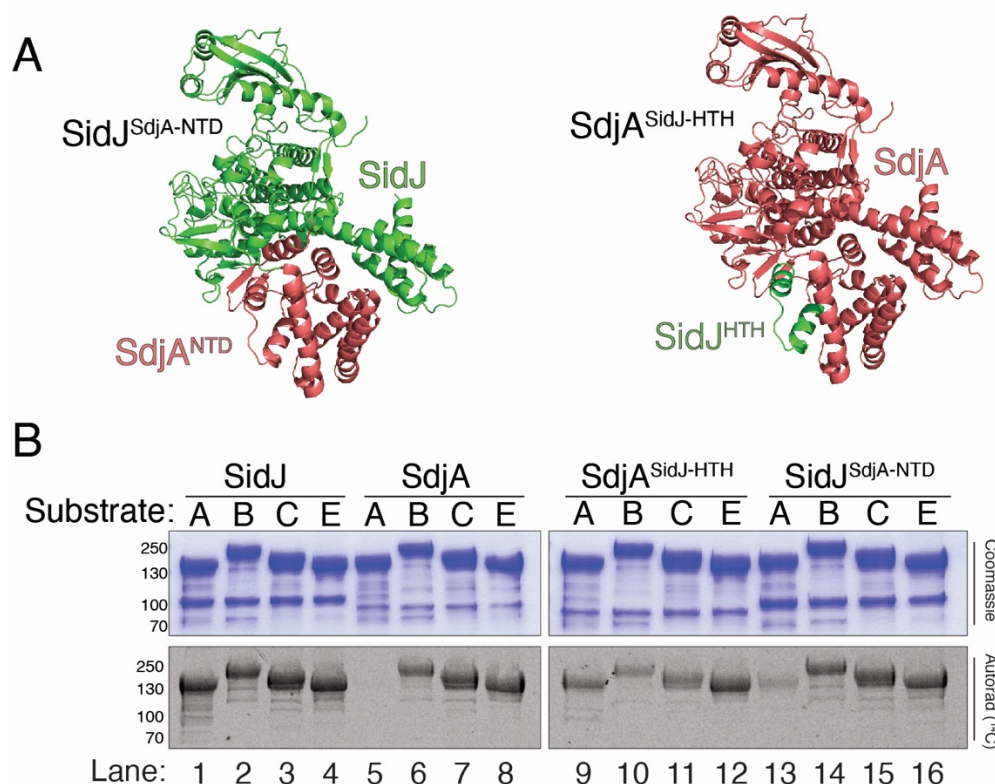 A
SidJ^SdjA-NTD
SidJ
SdjA^NTD
SdjA^SidJ-HTH
SdjA
SidJ^HTH
B
SidJ SdjA SdjA^SidJ-HTH SidJ^SdjA-NTD
Substrate: A B C E A B C E A B C E A B C E
250
130
100
70
Coomassie
250
130
100
70
Autorad (¹⁴C)
Lane: 1 2 3 4 5 6 7 8 9 10 11 12 13 14 15 16